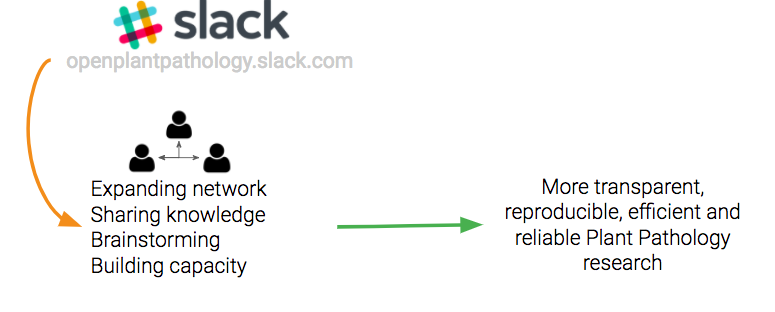 slack
openplantpathology.slack.com
Expanding network
Sharing knowledge
Brainstorming
Building capacity
More transparent,
reproducible, efficient and
reliable Plant Pathology
research